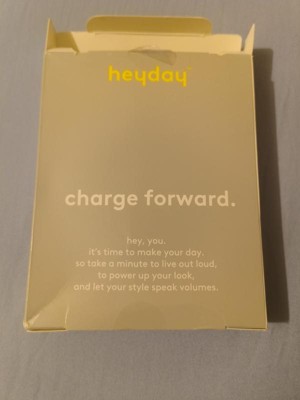 heyday
charge forward.
hey, you.
it's time to make your day.
so take a minute to live out loud,
to power up your look,
and let your style speak volumes.